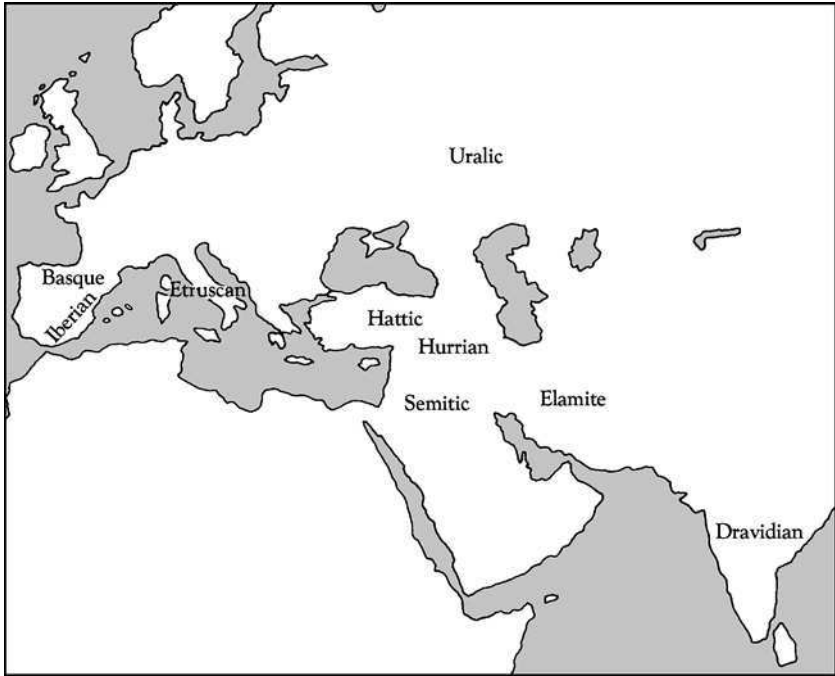 Uralic
Basque
Iberian
Etruscan
Hattic
Hurrian
Semitic
Elamite
Dravidian